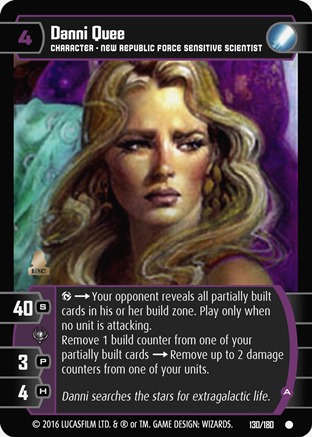 4
Danni Quee
CHARACTER • NEW REPUBLIC FORCE SENSITIVE SCIENTIST
40 S
3 P
4 H
→ Your opponent reveals all partially built
cards in his or her build zone. Play only when
no unit is attacking.
Remove 1 build counter from one of your
partially built cards → Remove up to 2 damage
counters from one of your units.
Danni searches the stars for extragalactic life.
A
© 2016 LUCASFILM LTD. & ® or TM. GAME DESIGN: WIZARDS.
130/180